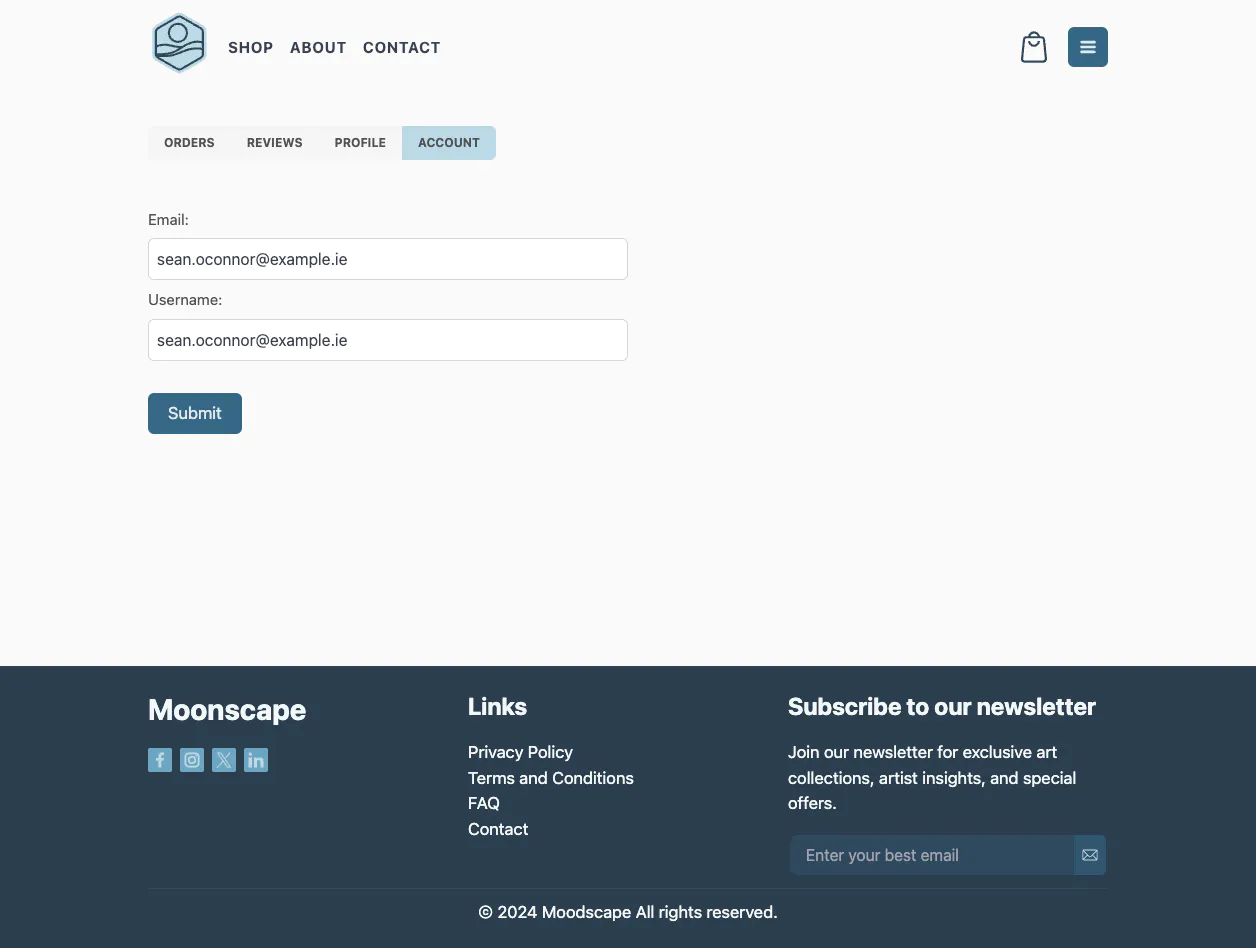 SHOP ABOUT CONTACT
ORDERS REVIEWS PROFILE ACCOUNT
Email:
sean.oconnor@example.ie
Username:
sean.oconnor@example.ie
Submit
Moonscape
Links
Privacy Policy
Terms and Conditions
FAQ
Contact
Subscribe to our newsletter
Join our newsletter for exclusive art
collections, artist insights, and special
offers.
Enter your best email
© 2024 Moodscape All rights reserved.